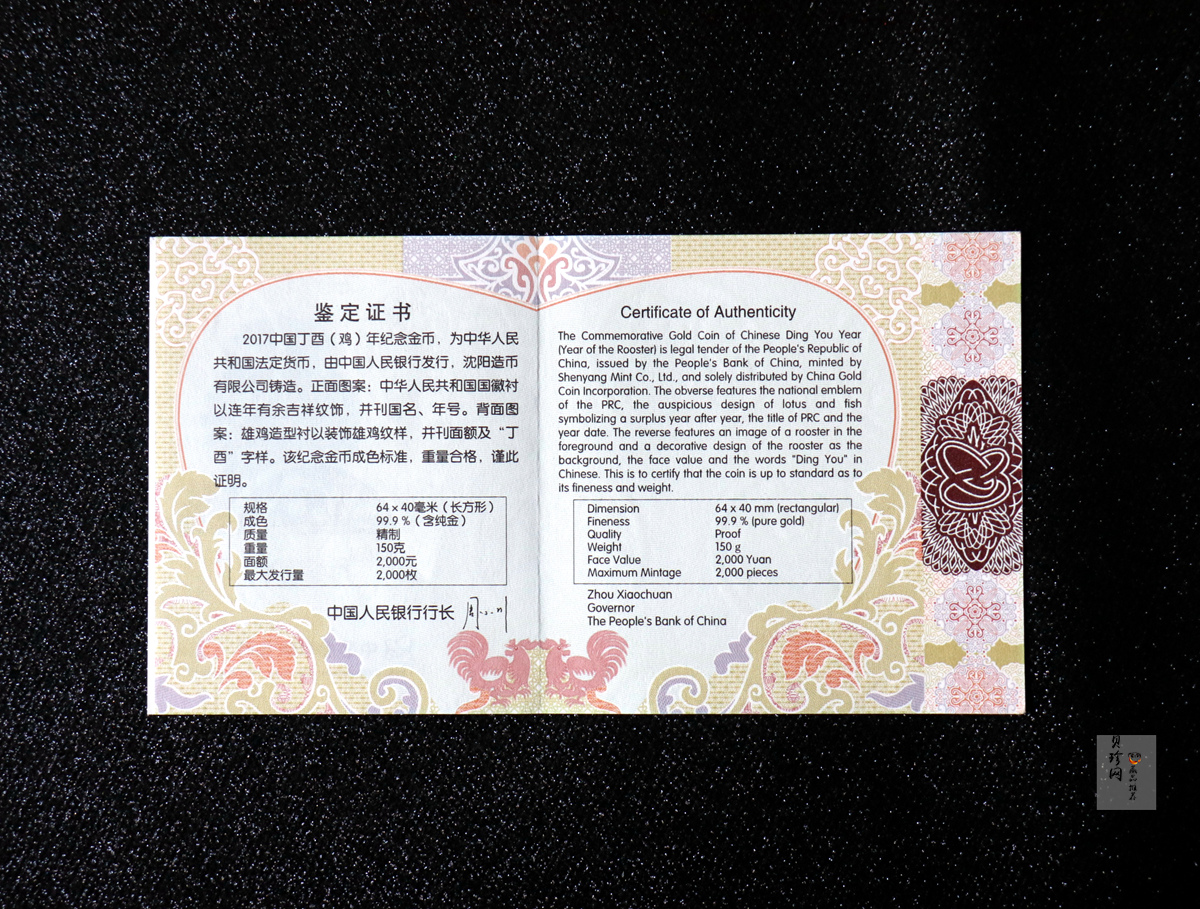 鉴定证书
2017中国丁酉（鸡）年纪念金币，为中华人民
共和国法定货币，由中国人民银行发行，沈阳造币
有限公司铸造。正面图案：中华人民共和国国徽衬
以连年有余吉祥纹饰，并刊国名、年号。背面图
案：雄鸡造型衬以装饰雄鸡纹样，并刊面额及“丁
酉”字样。该纪念金币成色标准，重量合格，谨此
证明。
规格 64 x 40毫米（长方形）
成色 99.9 %（含纯金）
质量 精制
重量 150克
面额 2,000元
最大发行量 2,000枚
中国人民银行行长
Certificate of Authenticity
The Commemorative Gold Coin of Chinese Ding You Year
(Year of the Rooster) is legal tender of the People's Republic of
China, issued by the People's Bank of China, minted by
Shenyang Mint Co., Ltd., and solely distributed by China Gold
Coin Incorporation. The obverse features the national emblem
of the PRC, the auspicious design of lotus and fish
symbolizing a surplus year after year, the title of PRC and the
year date. The reverse features an image of a rooster in the
foreground and a decorative design of the rooster as the
background, the face value and the words "Ding You" in
Chinese. This is to certify that the coin is up to standard as to
its fineness and weight.
Dimension 64 x 40 mm (rectangular)
Fineness 99.9 % (pure gold)
Quality Proof
Weight 150 g
Face Value 2,000 Yuan
Maximum Mintage 2,000 pieces
Zhou Xiaochuan
Governor
The People's Bank of China
贝珍网